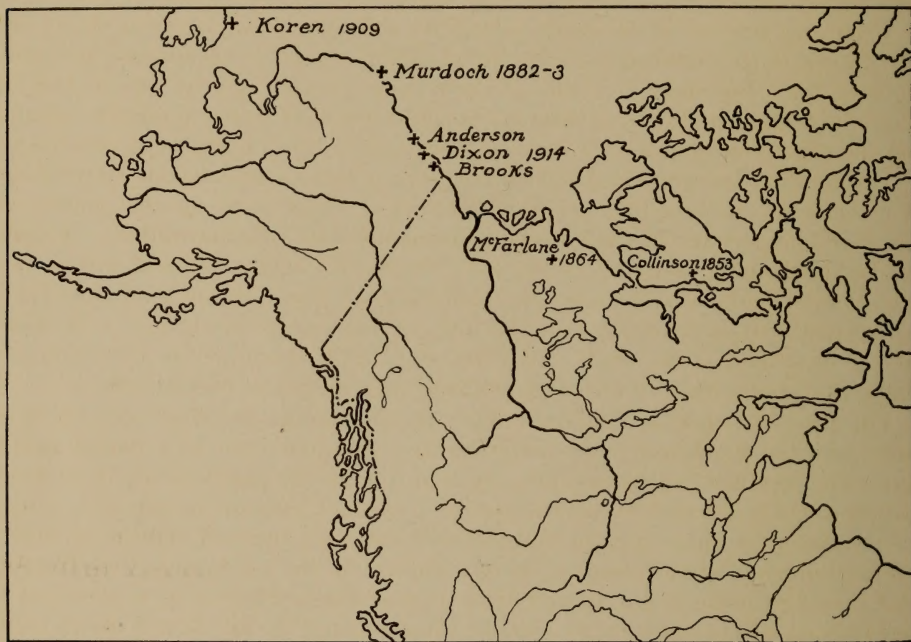 Koren 1909
Murdoch 1882-3
Anderson
Dixon 1914
Brooks
McFarlane
1864
Collinson 1853